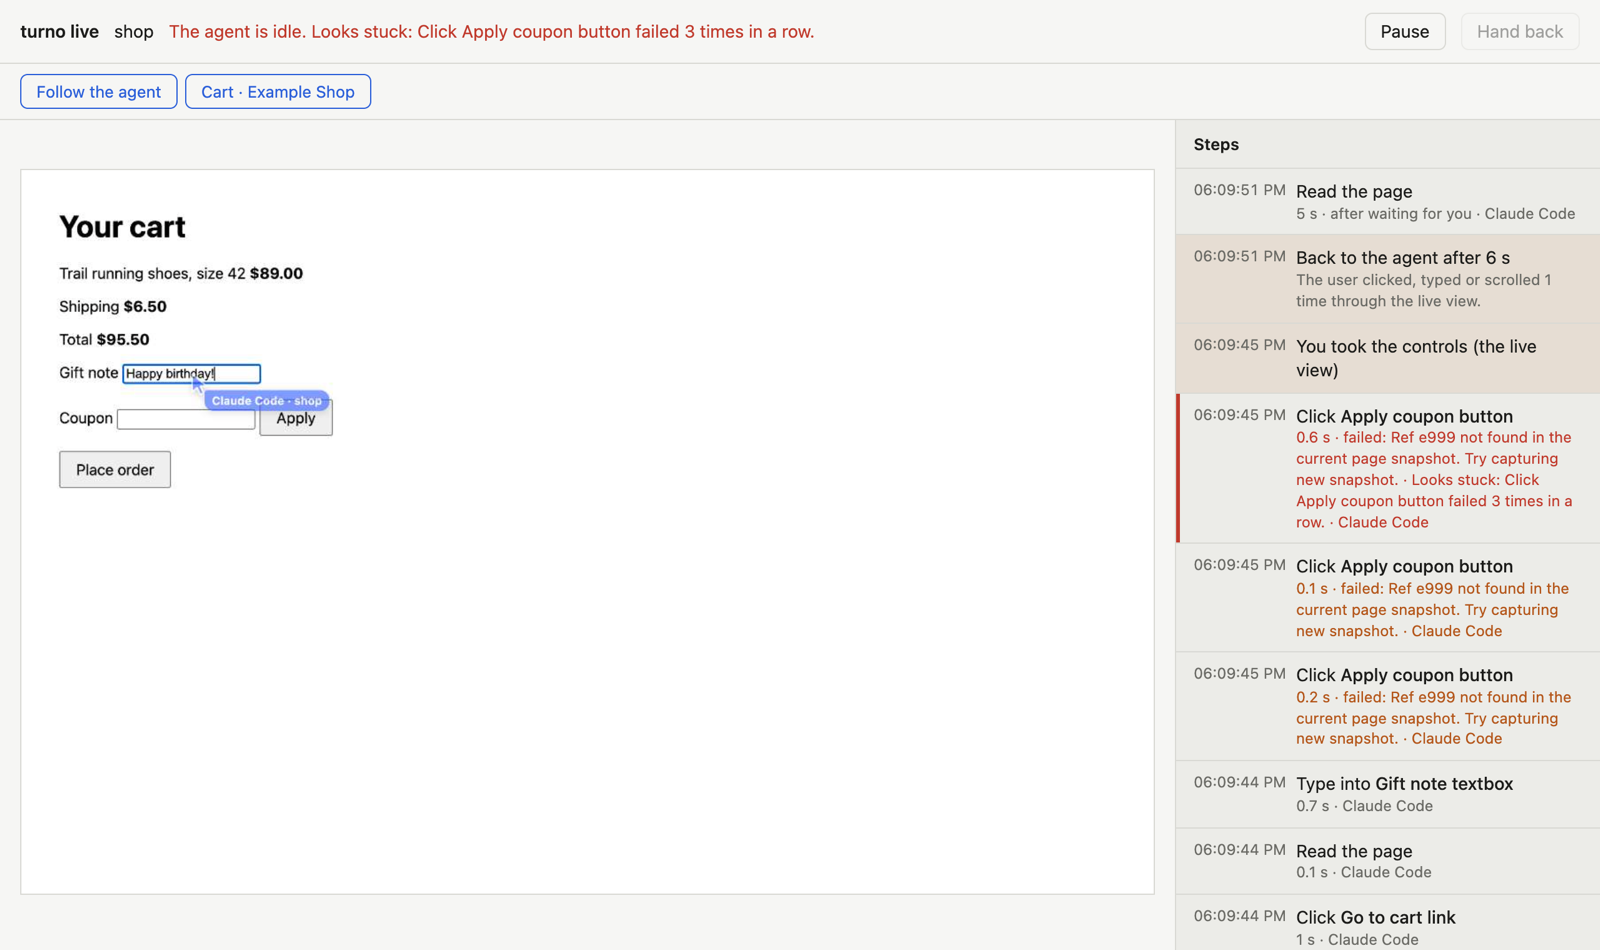 turno live shop The agent is idle. Looks stuck: Click Apply coupon button failed 3 times in a row. Pause Hand back
Follow the agent Cart · Example Shop
Your cart
Trail running shoes, size 42 $89.00
Shipping $6.50
Total $95.50
Gift note Happy birthday!
Claude Code · shop
Coupon Apply
Place order
Steps
06:09:51 PM Read the page
5 s · after waiting for you · Claude Code
06:09:51 PM Back to the agent after 6 s
The user clicked, typed or scrolled 1
time through the live view.
06:09:45 PM You took the controls (the live
view)
06:09:45 PM Click Apply coupon button
0.6 s · failed: Ref e999 not found in the
current page snapshot. Try capturing
new snapshot. · Looks stuck: Click
Apply coupon button failed 3 times in a
row. · Claude Code
06:09:45 PM Click Apply coupon button
0.1 s · failed: Ref e999 not found in the
current page snapshot. Try capturing
new snapshot. · Claude Code
06:09:45 PM Click Apply coupon button
0.2 s · failed: Ref e999 not found in the
current page snapshot. Try capturing
new snapshot. · Claude Code
06:09:44 PM Type into Gift note textbox
0.7 s · Claude Code
06:09:44 PM Read the page
0.1 s · Claude Code
06:09:44 PM Click Go to cart link
1 s · Claude Code